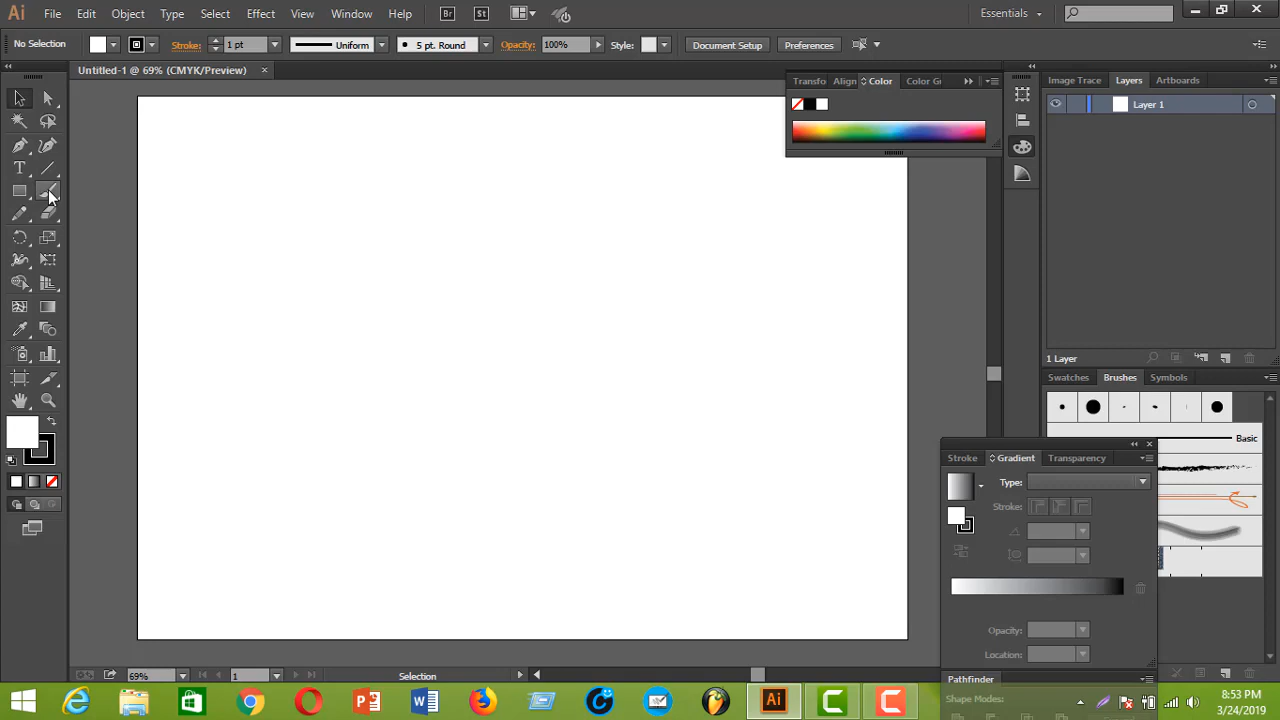 Ai File Edit Object Type Select Effect View Window Help Br St Essentials
No Selection Stroke: 1 pt Uniform 5 pt. Round Opacity: 100% Style: Document Setup Preferences
Untitled-1 @ 69% (CMYK/Preview)
Transfo Align Color Color Gi
Image Trace Layers Artboards
Layer 1
T
1 Layer
Swatches Brushes Symbols
Basic
Stroke Gradient Transparency
Type:
Stroke:
Opacity:
Location:
69% 1 Selection
Pathfinder
Shape Modes:
Ai
8:53 PM
3/24/2019